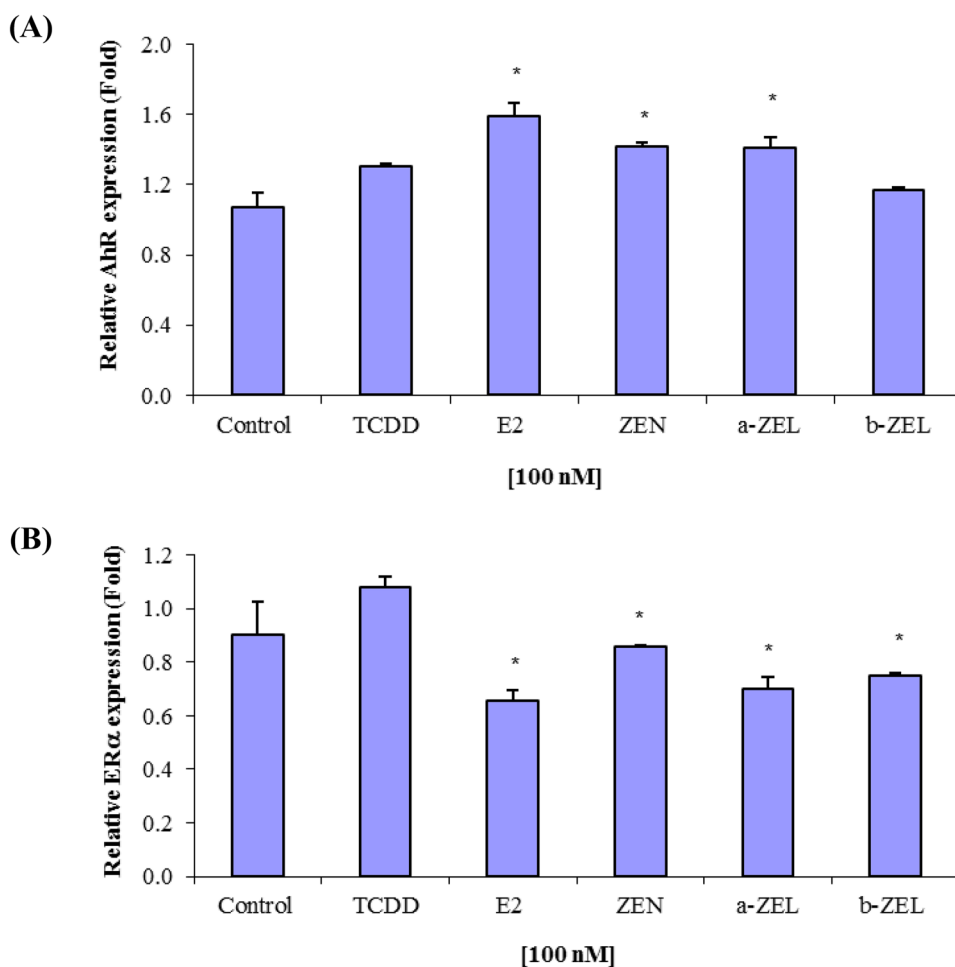 (A)
Relative AhR expression (Fold)
2.0
1.6
1.2
0.8
0.4
0.0
* * *
Control TCDD E2 ZEN a-ZEL b-ZEL
[100 nM]
(B)
Relative ERα expression (Fold)
1.2
1.0
0.8
0.6
0.4
0.2
0.0
* * * *
Control TCDD E2 ZEN a-ZEL b-ZEL
[100 nM]